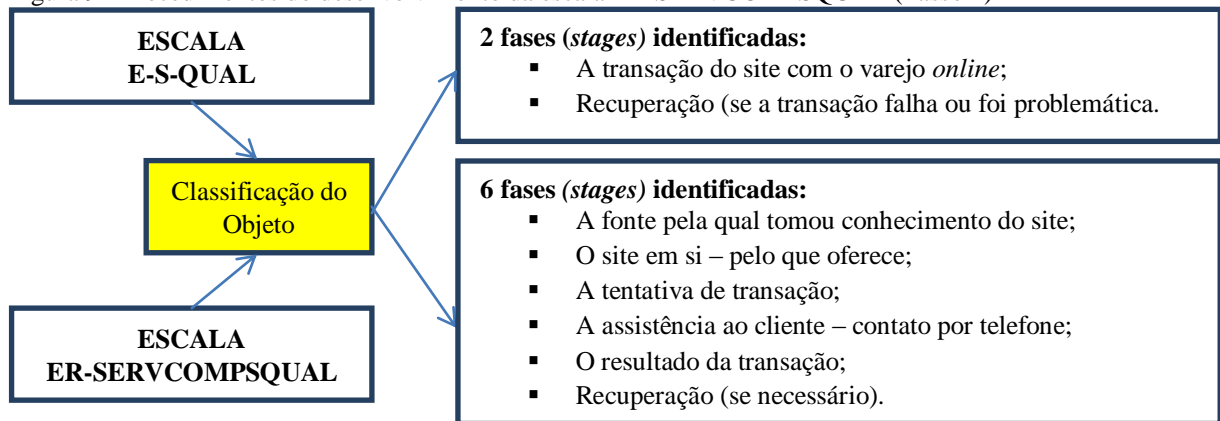 ESCALA
E-S-QUAL
2 fases (stages) identificadas:
▪ A transação do site com o varejo online;
▪ Recuperação (se a transação falha ou foi problemática.
Classificação do
Objeto
6 fases (stages) identificadas:
▪ A fonte pela qual tomou conhecimento do site;
▪ O site em si – pelo que oferece;
▪ A tentativa de transação;
▪ A assistência ao cliente – contato por telefone;
▪ O resultado da transação;
▪ Recuperação (se necessário).
ESCALA
ER-SERVCOMPSQUAL